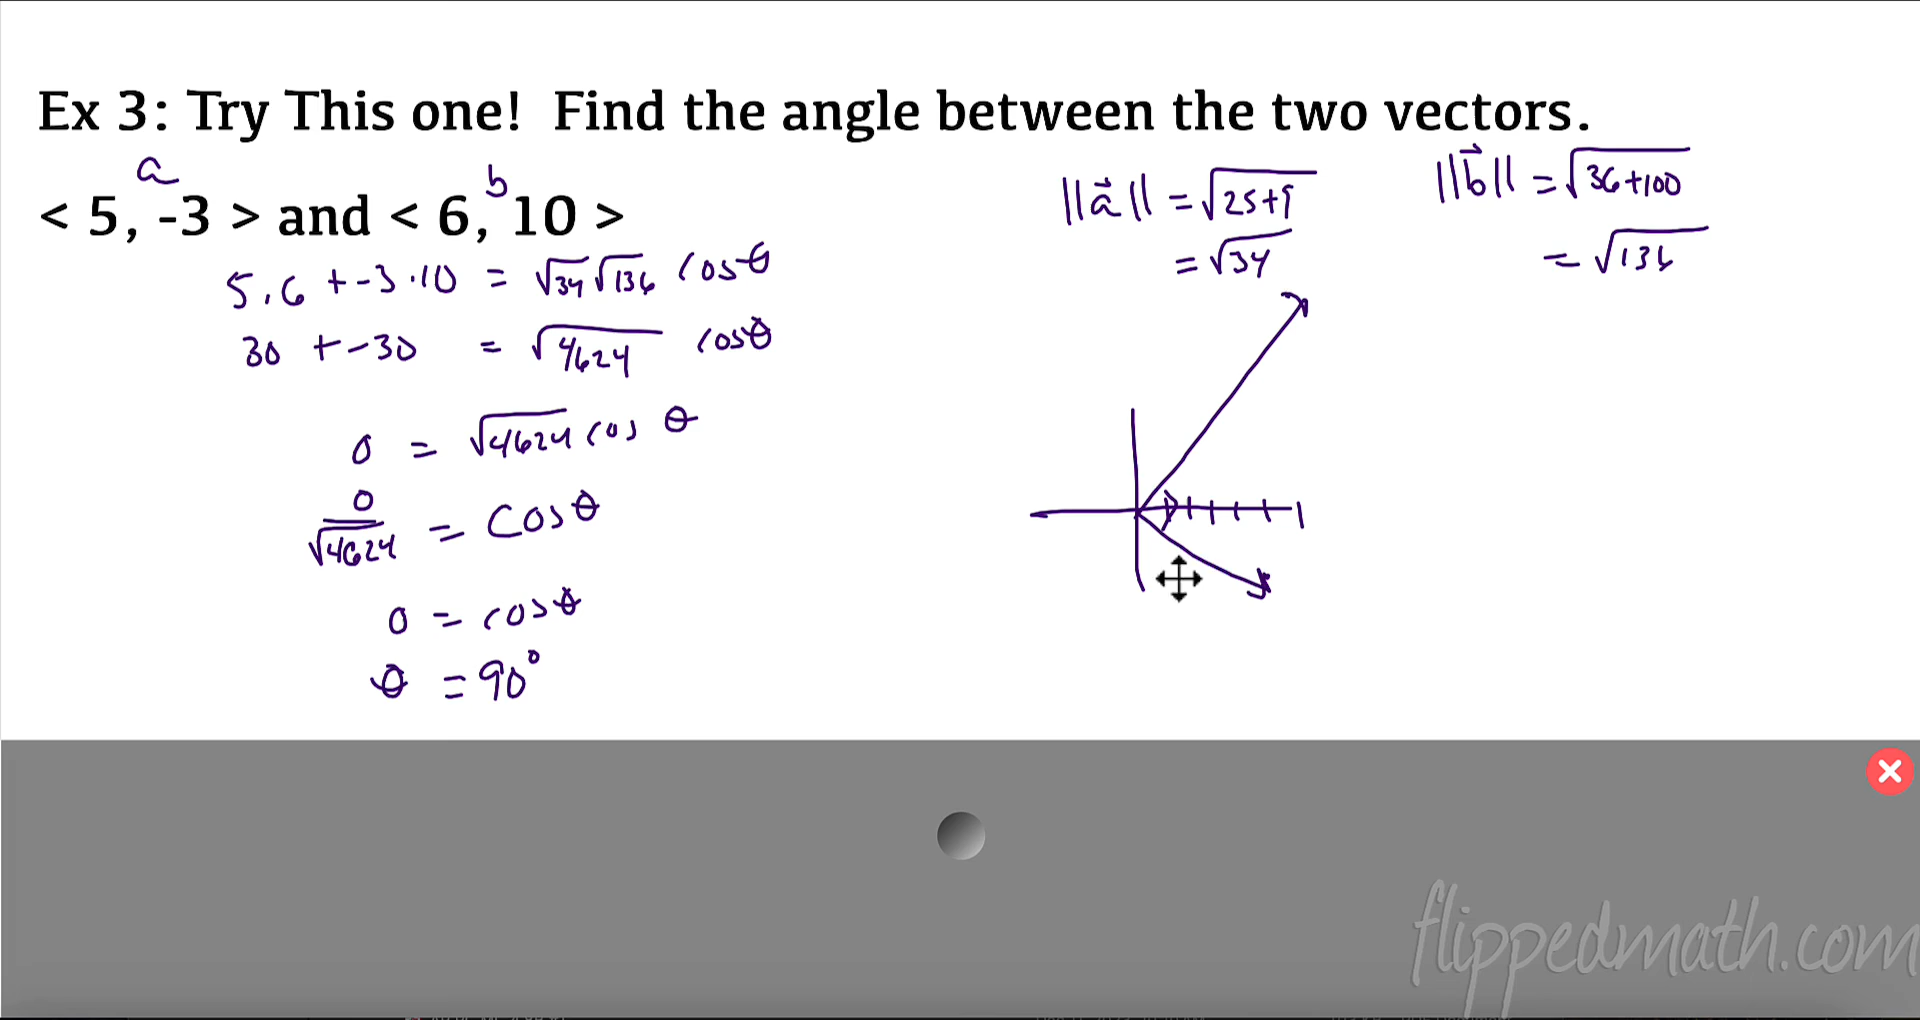 Ex 3: Try This one! Find the angle between the two vectors.
a b
< 5, -3 > and < 6, 10 >
5.6 + -3 · 10 = √34 √136 cos θ
30 + -30 = √4624 cos θ
0 = √4624 cos θ
0/√4624 = cos θ
0 = cos θ
θ = 90°
||a⃗|| = √25+9
= √34
||b⃗|| = √36+100
= √136
flippedmath.com